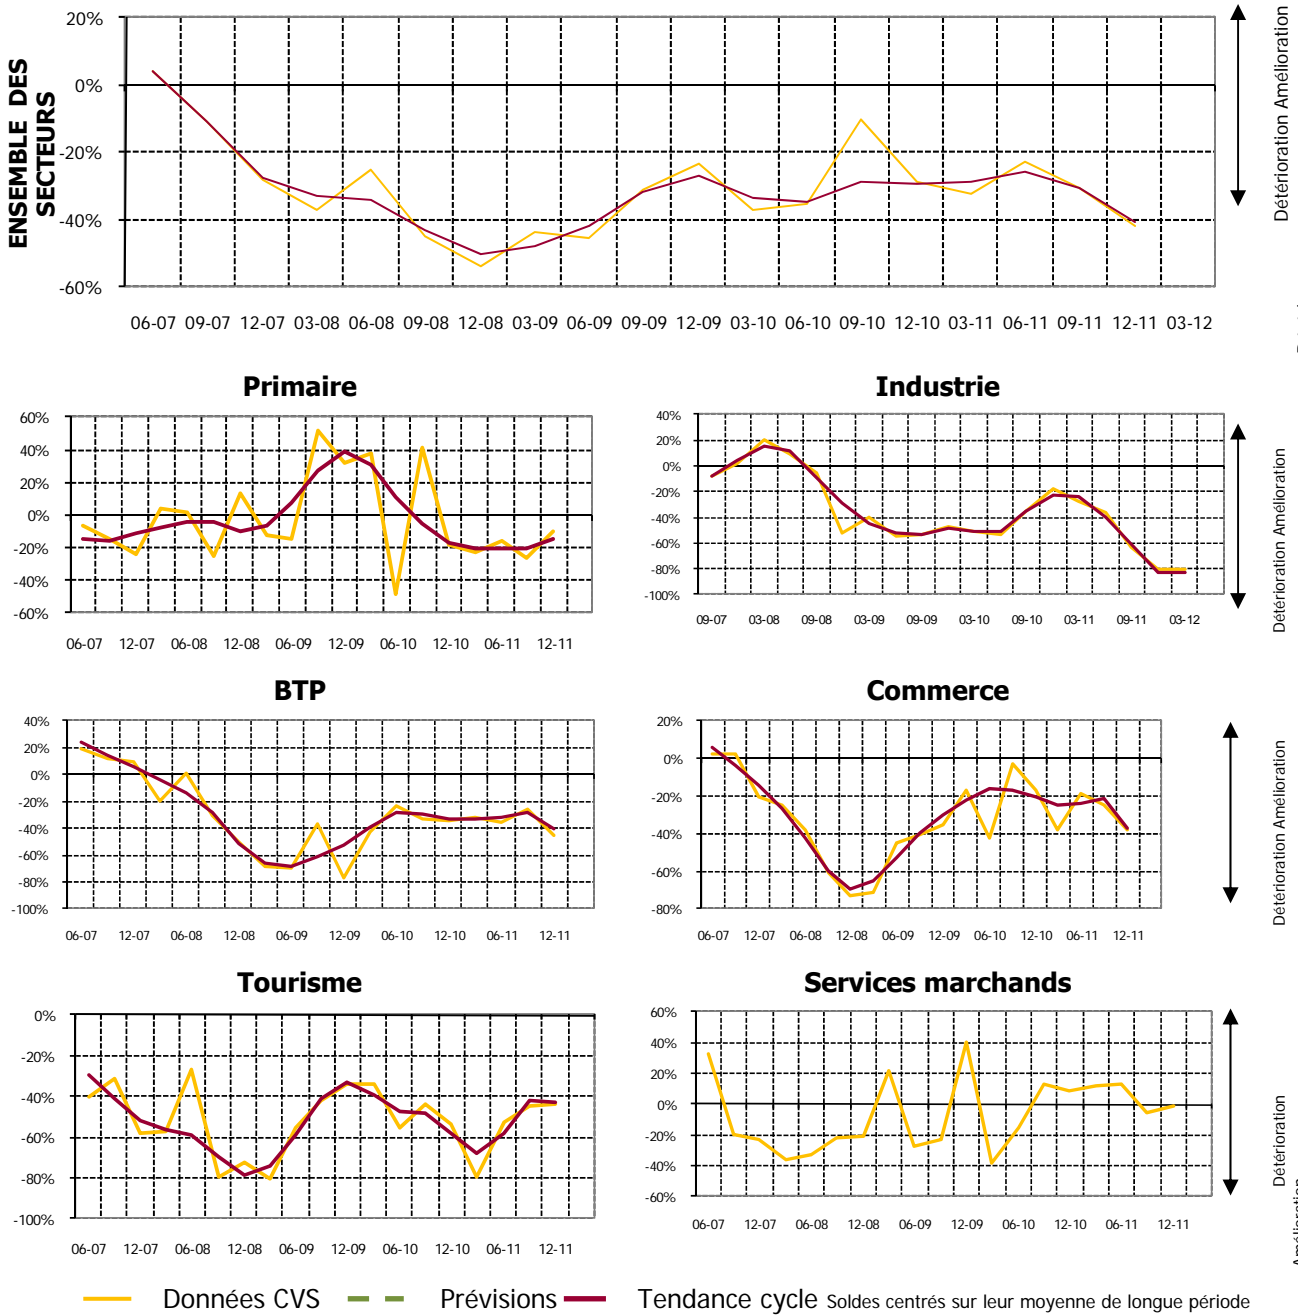 ENSEMBLE DES
SECTEURS
20%
0%
-20%
-40%
-60%
06-07 09-07 12-07 03-08 06-08 09-08 12-08 03-09 06-09 09-09 12-09 03-10 06-10 09-10 12-10 03-11 06-11 09-11 12-11 03-12
Détérioration Amélioration
Primaire
60%
40%
20%
0%
-20%
-40%
-60%
06-07 12-07 06-08 12-08 06-09 12-09 06-10 12-10 06-11 12-11
Industrie
40%
20%
0%
-20%
-40%
-60%
-80%
-100%
09-07 03-08 09-08 03-09 09-09 03-10 09-10 03-11 09-11 03-12
Détérioration Amélioration
BTP
40%
20%
0%
-20%
-40%
-60%
-80%
-100%
06-07 12-07 06-08 12-08 06-09 12-09 06-10 12-10 06-11 12-11
Commerce
20%
0%
-20%
-40%
-60%
-80%
06-07 12-07 06-08 12-08 06-09 12-09 06-10 12-10 06-11 12-11
Détérioration Amélioration
Tourisme
0%
-20%
-40%
-60%
-80%
-100%
06-07 12-07 06-08 12-08 06-09 12-09 06-10 12-10 06-11 12-11
Services marchands
60%
40%
20%
0%
-20%
-40%
-60%
06-07 12-07 06-08 12-08 06-09 12-09 06-10 12-10 06-11 12-11
Détérioration
Amélioration
Données CVS Prévisions Tendance cycle Soldes centrés sur leur moyenne de longue période